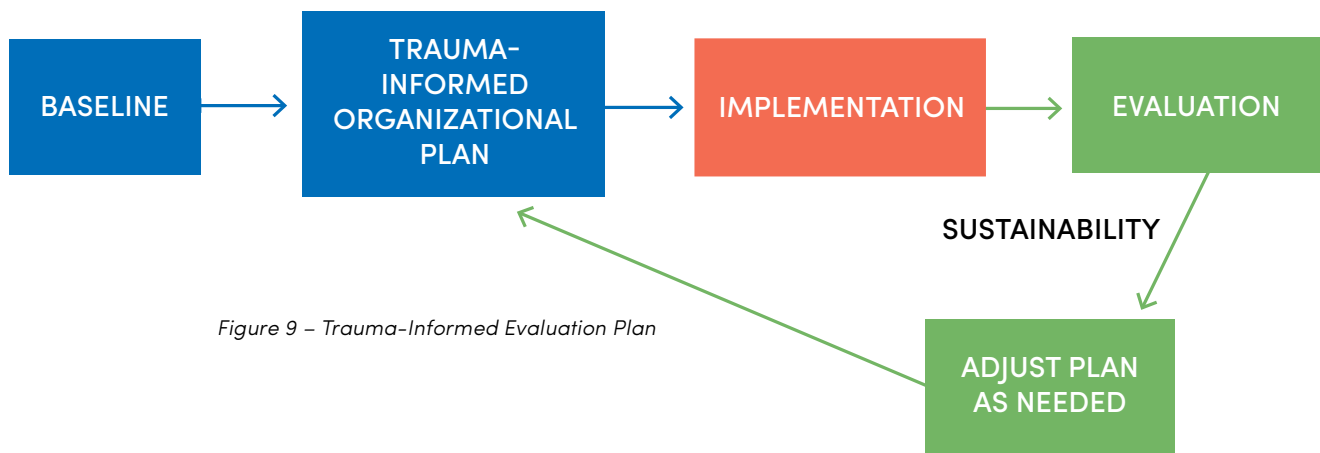 BASELINE
TRAUMA-
INFORMED
ORGANIZATIONAL
PLAN
IMPLEMENTATION
EVALUATION
SUSTAINABILITY
ADJUST PLAN
AS NEEDED
Figure 9 – Trauma-Informed Evaluation Plan